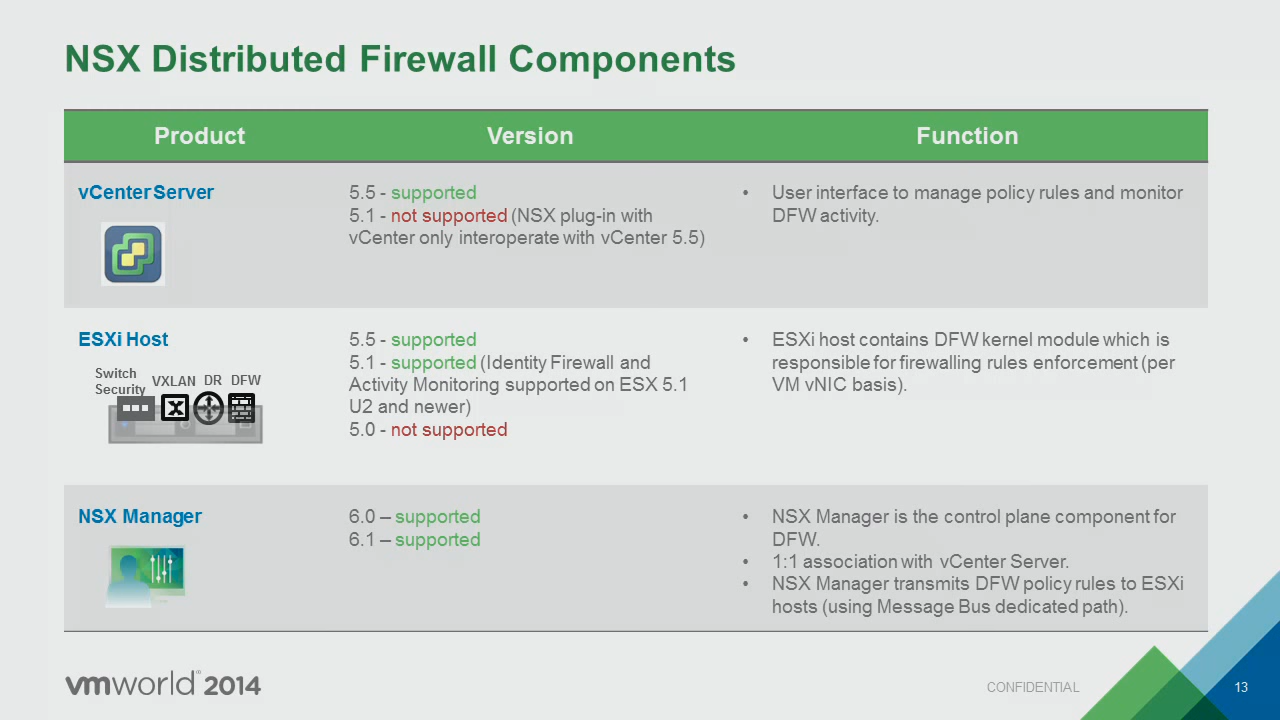 NSX Distributed Firewall Components
Product Version Function
vCenter Server
5.5 - supported
5.1 - not supported (NSX plug-in with
vCenter only interoperate with vCenter 5.5)
• User interface to manage policy rules and monitor
DFW activity.
ESXi Host
Switch
Security VXLAN DR DFW
5.5 - supported
5.1 - supported (Identity Firewall and
Activity Monitoring supported on ESX 5.1
U2 and newer)
5.0 - not supported
• ESXi host contains DFW kernel module which is
responsible for firewalling rules enforcement (per
VM vNIC basis).
NSX Manager
6.0 – supported
6.1 – supported
• NSX Manager is the control plane component for
DFW.
• 1:1 association with vCenter Server.
• NSX Manager transmits DFW policy rules to ESXi
hosts (using Message Bus dedicated path).
vmworld® 2014
CONFIDENTIAL
13